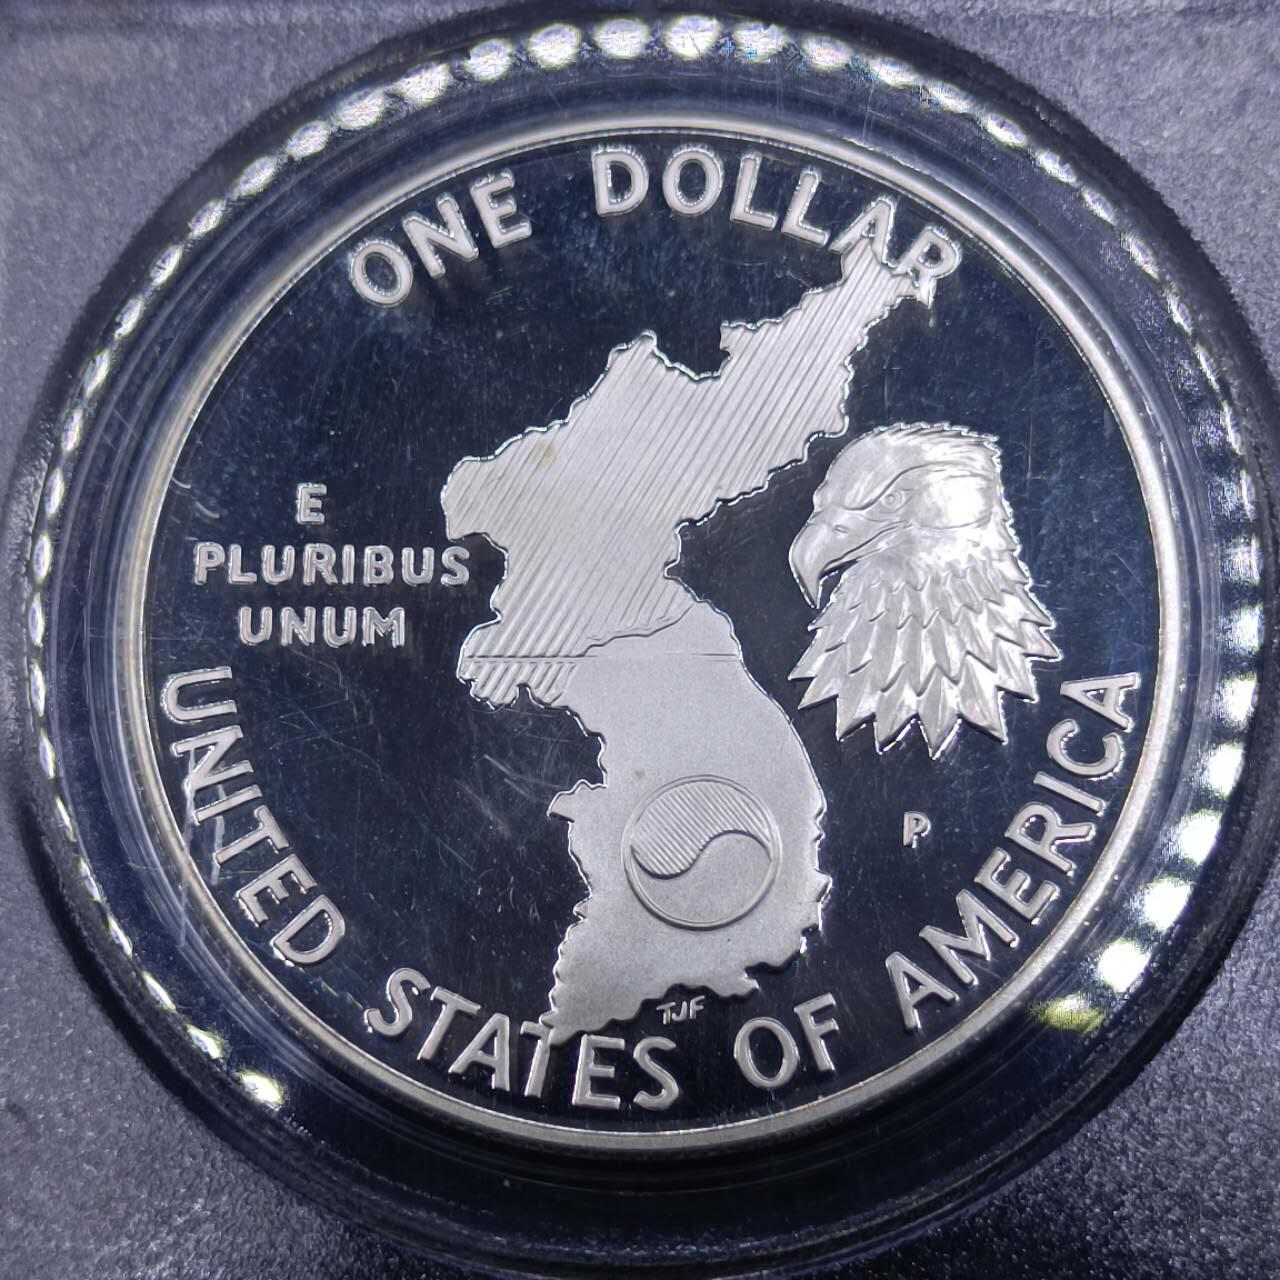 ONE DOLLAR
E
PLURIBUS
UNUM
P
TJF
UNITED STATES OF AMERICA